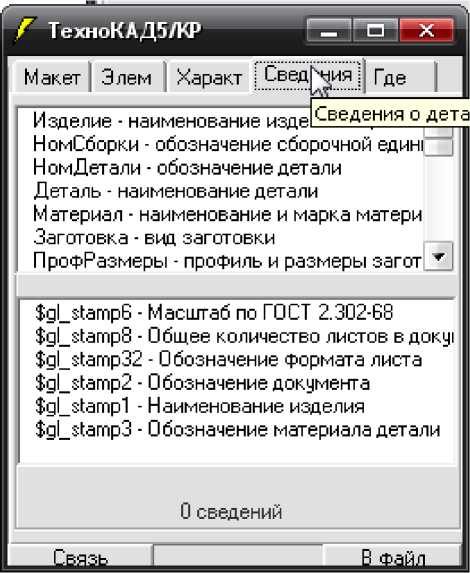 ТехноКАД5/КР
Макет Элем Характ Сведения Где
Сведения о дета
Изделие - наименование изде
НомСборки - обозначение сборочной един
НомДетали - обозначение детали
Деталь - наименование детали
Материал - наименование и марка матери
Заготовка - вид заготовки
ПрофРазмеры - профиль и размеры загот
$gl_stamp6 - Масштаб по ГОСТ 2.302-68
$gl_stamp8 - Общее количество листов в доку
$gl_stamp32 - Обозначение формата листа
$gl_stamp2 - Обозначение документа
$gl_stamp1 - Наименование изделия
$gl_stamp3 - Обозначение материала детали
0 сведений
Связь В файл